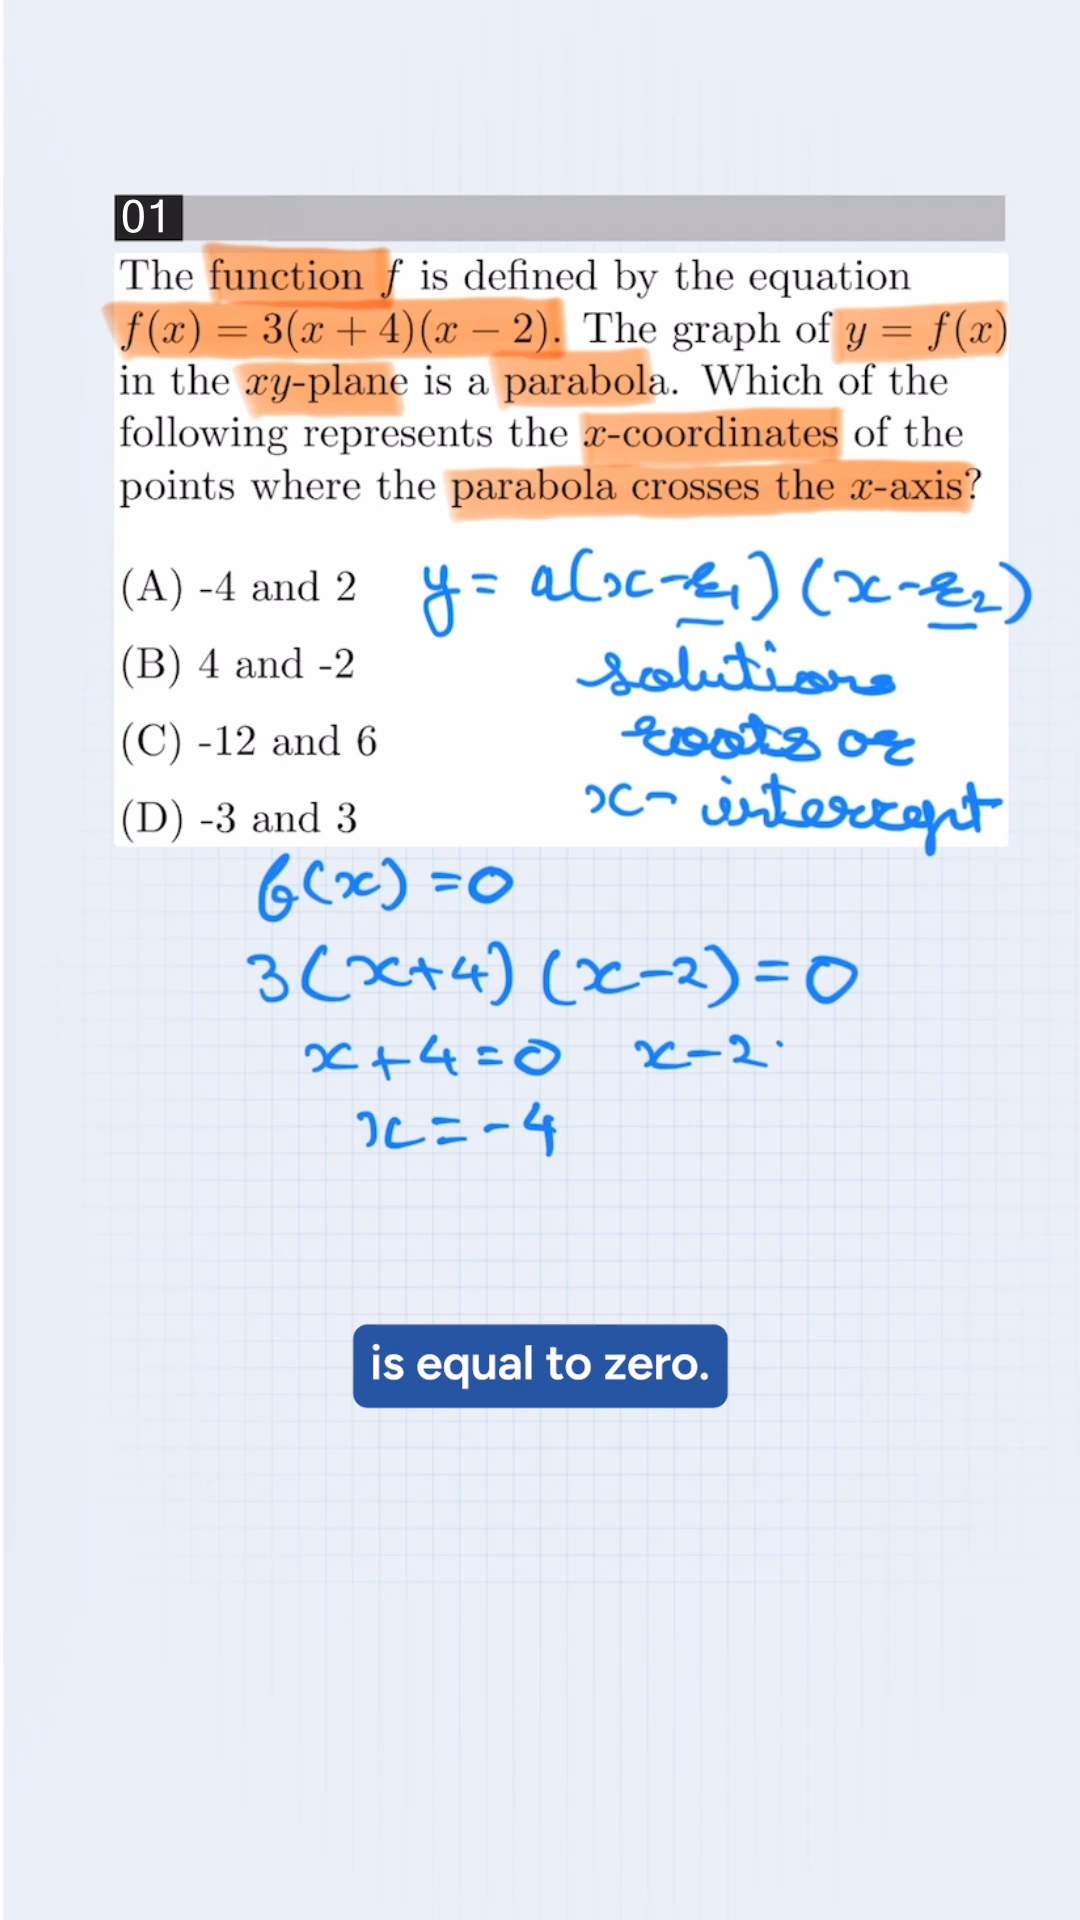 01
The function f is defined by the equation
f(x) = 3(x + 4)(x − 2). The graph of y = f(x)
in the xy-plane is a parabola. Which of the
following represents the x-coordinates of the
points where the parabola crosses the x-axis?
(A) -4 and 2
y = a(x-r₁)(x-r₂)
(B) 4 and -2
solutions
(C) -12 and 6
roots or
(D) -3 and 3
x-intercept
f(x) = 0
3(x+4)(x-2) = 0
x+4=0 x-2
x=-4
is equal to zero.